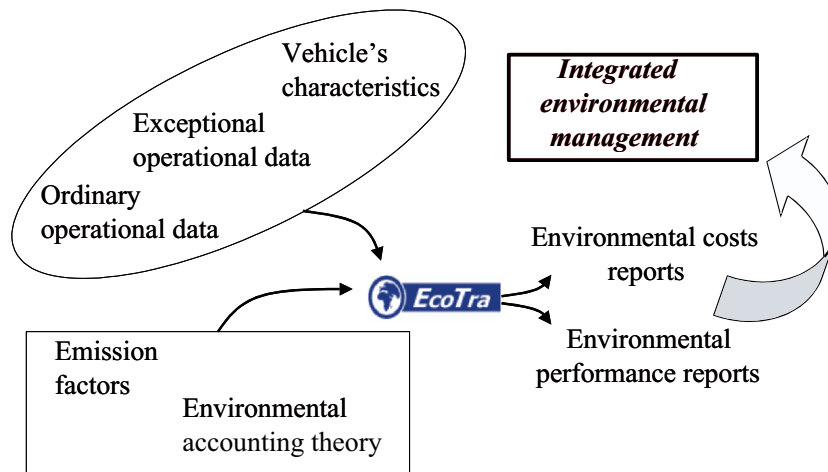 Vehicle's
characteristics
Exceptional
operational data
Ordinary
operational data
Integrated
environmental
management
Environmental costs
reports
EcoTra
Environmental
performance reports
Emission
factors
Environmental
accounting theory